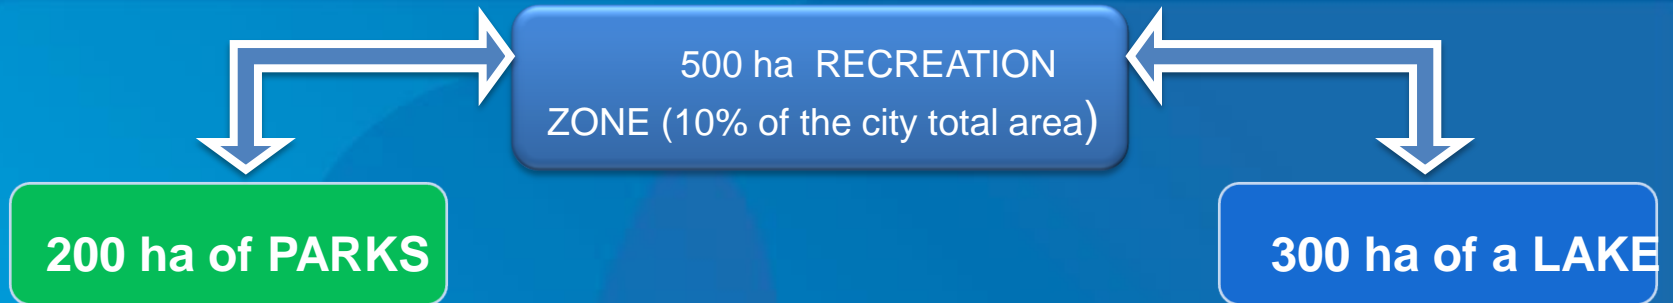 500 ha RECREATION
ZONE (10% of the city total area)
200 ha of PARKS
300 ha of a LAKE